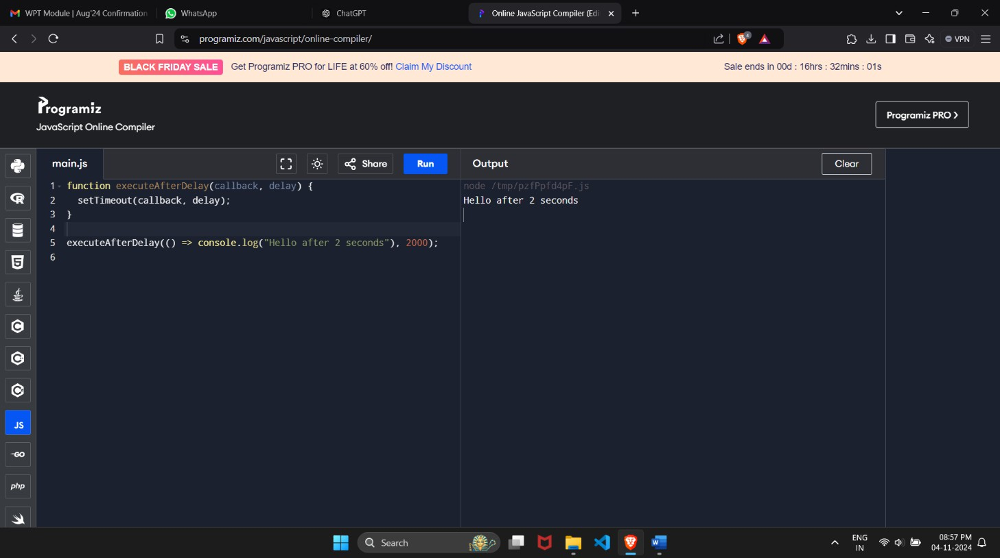 WPT Module | Aug'24 Confirmation
WhatsApp
ChatGPT
Online JavaScript Compiler (Edi
programiz.com/javascript/online-compiler/
4
VPN
BLACK FRIDAY SALE Get Programiz PRO for LIFE at 60% off! Claim My Discount
Sale ends in 00d : 16hrs : 32mins : 01s
Programiz
JavaScript Online Compiler
Programiz PRO
main.js
Share
Run
Output
Clear
1 function executeAfterDelay(callback, delay) {
2 setTimeout(callback, delay);
3 }
4
5 executeAfterDelay(() => console.log("Hello after 2 seconds"), 2000);
6
node /tmp/pzfPpfd4pF.js
Hello after 2 seconds
R
5
C
C
C
JS
GO
php
Search
W
ENG
IN
08:57 PM
04-11-2024